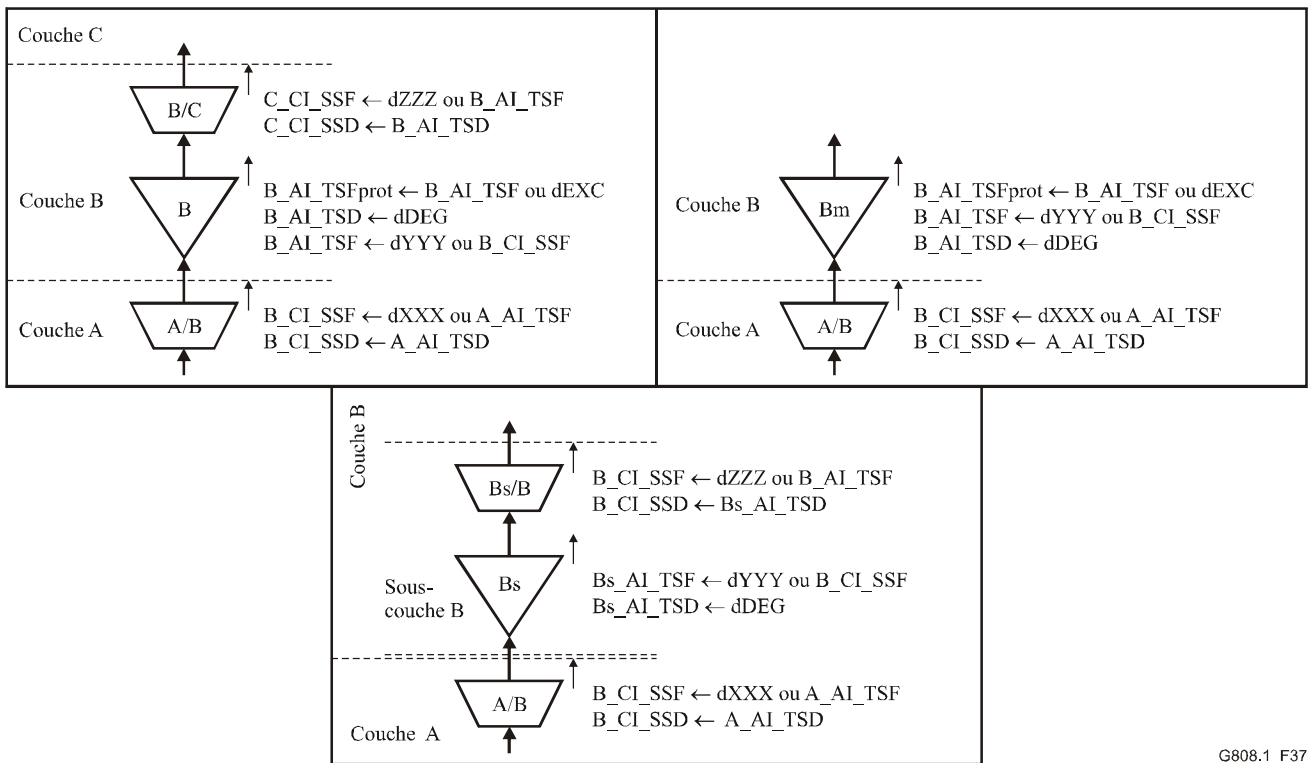 Couche C
B/C
C_CI_SSF ← dZZZ ou B_AI_TSF
C_CI_SSD ← B_AI_TSD
Couche B
B
B_AI_TSFprot ← B_AI_TSF ou dEXC
B_AI_TSD ← dDEG
B_AI_TSF ← dYYY ou B_CI_SSF
Couche A
A/B
B_CI_SSF ← dXXX ou A_AI_TSF
B_CI_SSD ← A_AI_TSD
Couche B
Bm
B_AI_TSFprot ← B_AI_TSF ou dEXC
B_AI_TSF ← dYYY ou B_CI_SSF
B_AI_TSD ← dDEG
Couche A
A/B
B_CI_SSF ← dXXX ou A_AI_TSF
B_CI_SSD ← A_AI_TSD
Couche B
Bs/B
B_CI_SSF ← dZZZ ou B_AI_TSF
B_CI_SSD ← Bs_AI_TSD
Sous-
couche B
Bs
Bs_AI_TSF ← dYYY ou B_CI_SSF
Bs_AI_TSD ← dDEG
Couche A
A/B
B_CI_SSF ← dXXX ou A_AI_TSF
B_CI_SSD ← A_AI_TSD
G808.1_F37